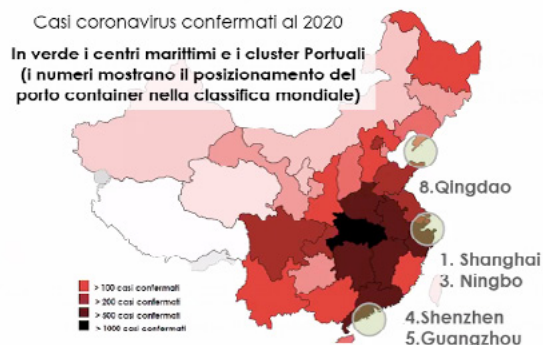 Casi coronavirus confermati al 2020
In verde i centri marittimi e i cluster Portuali
(i numeri mostrano il posizionamento del
porto container nella classifica mondiale)
8.Qingdao
1. Shanghai
3. Ningbo
4.Shenzhen
5.Guangzhou
> 100 casi confermati
> 200 casi confermati
> 500 casi confermati
> 1000 casi confermati